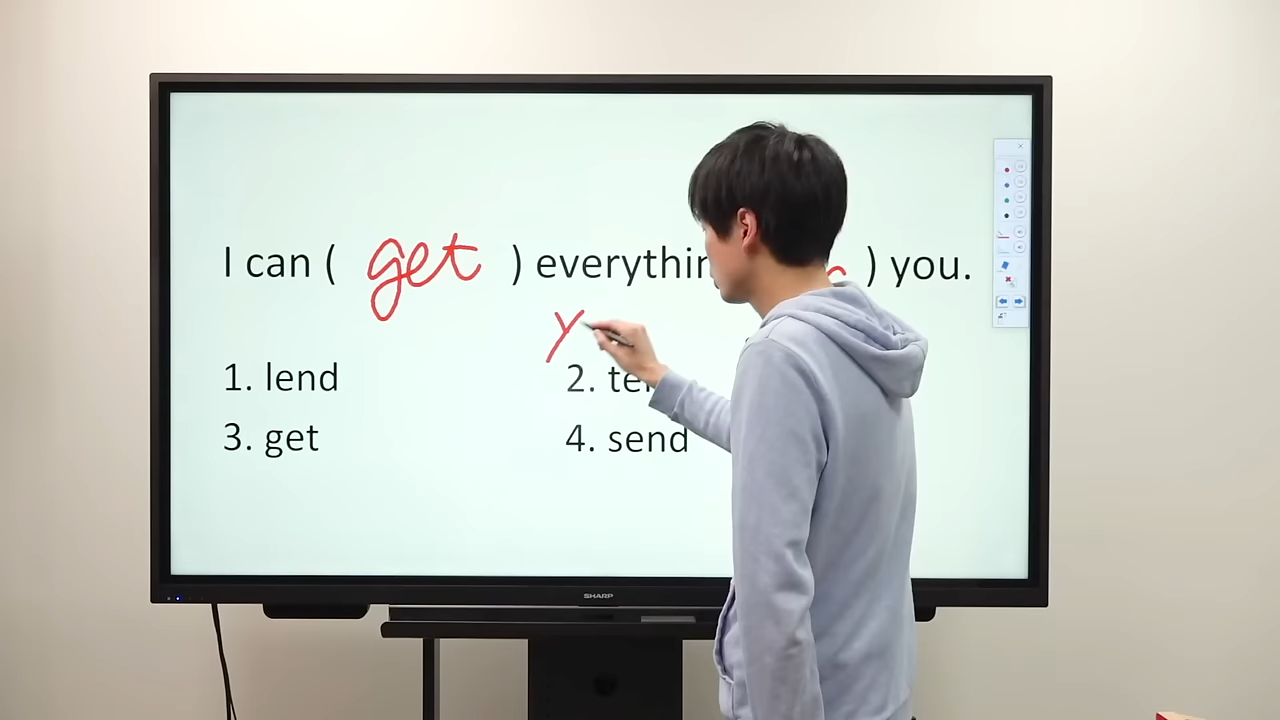 I can ( get ) everythin ) you.
y
1. lend
2. te
3. get
4. send
SHARP